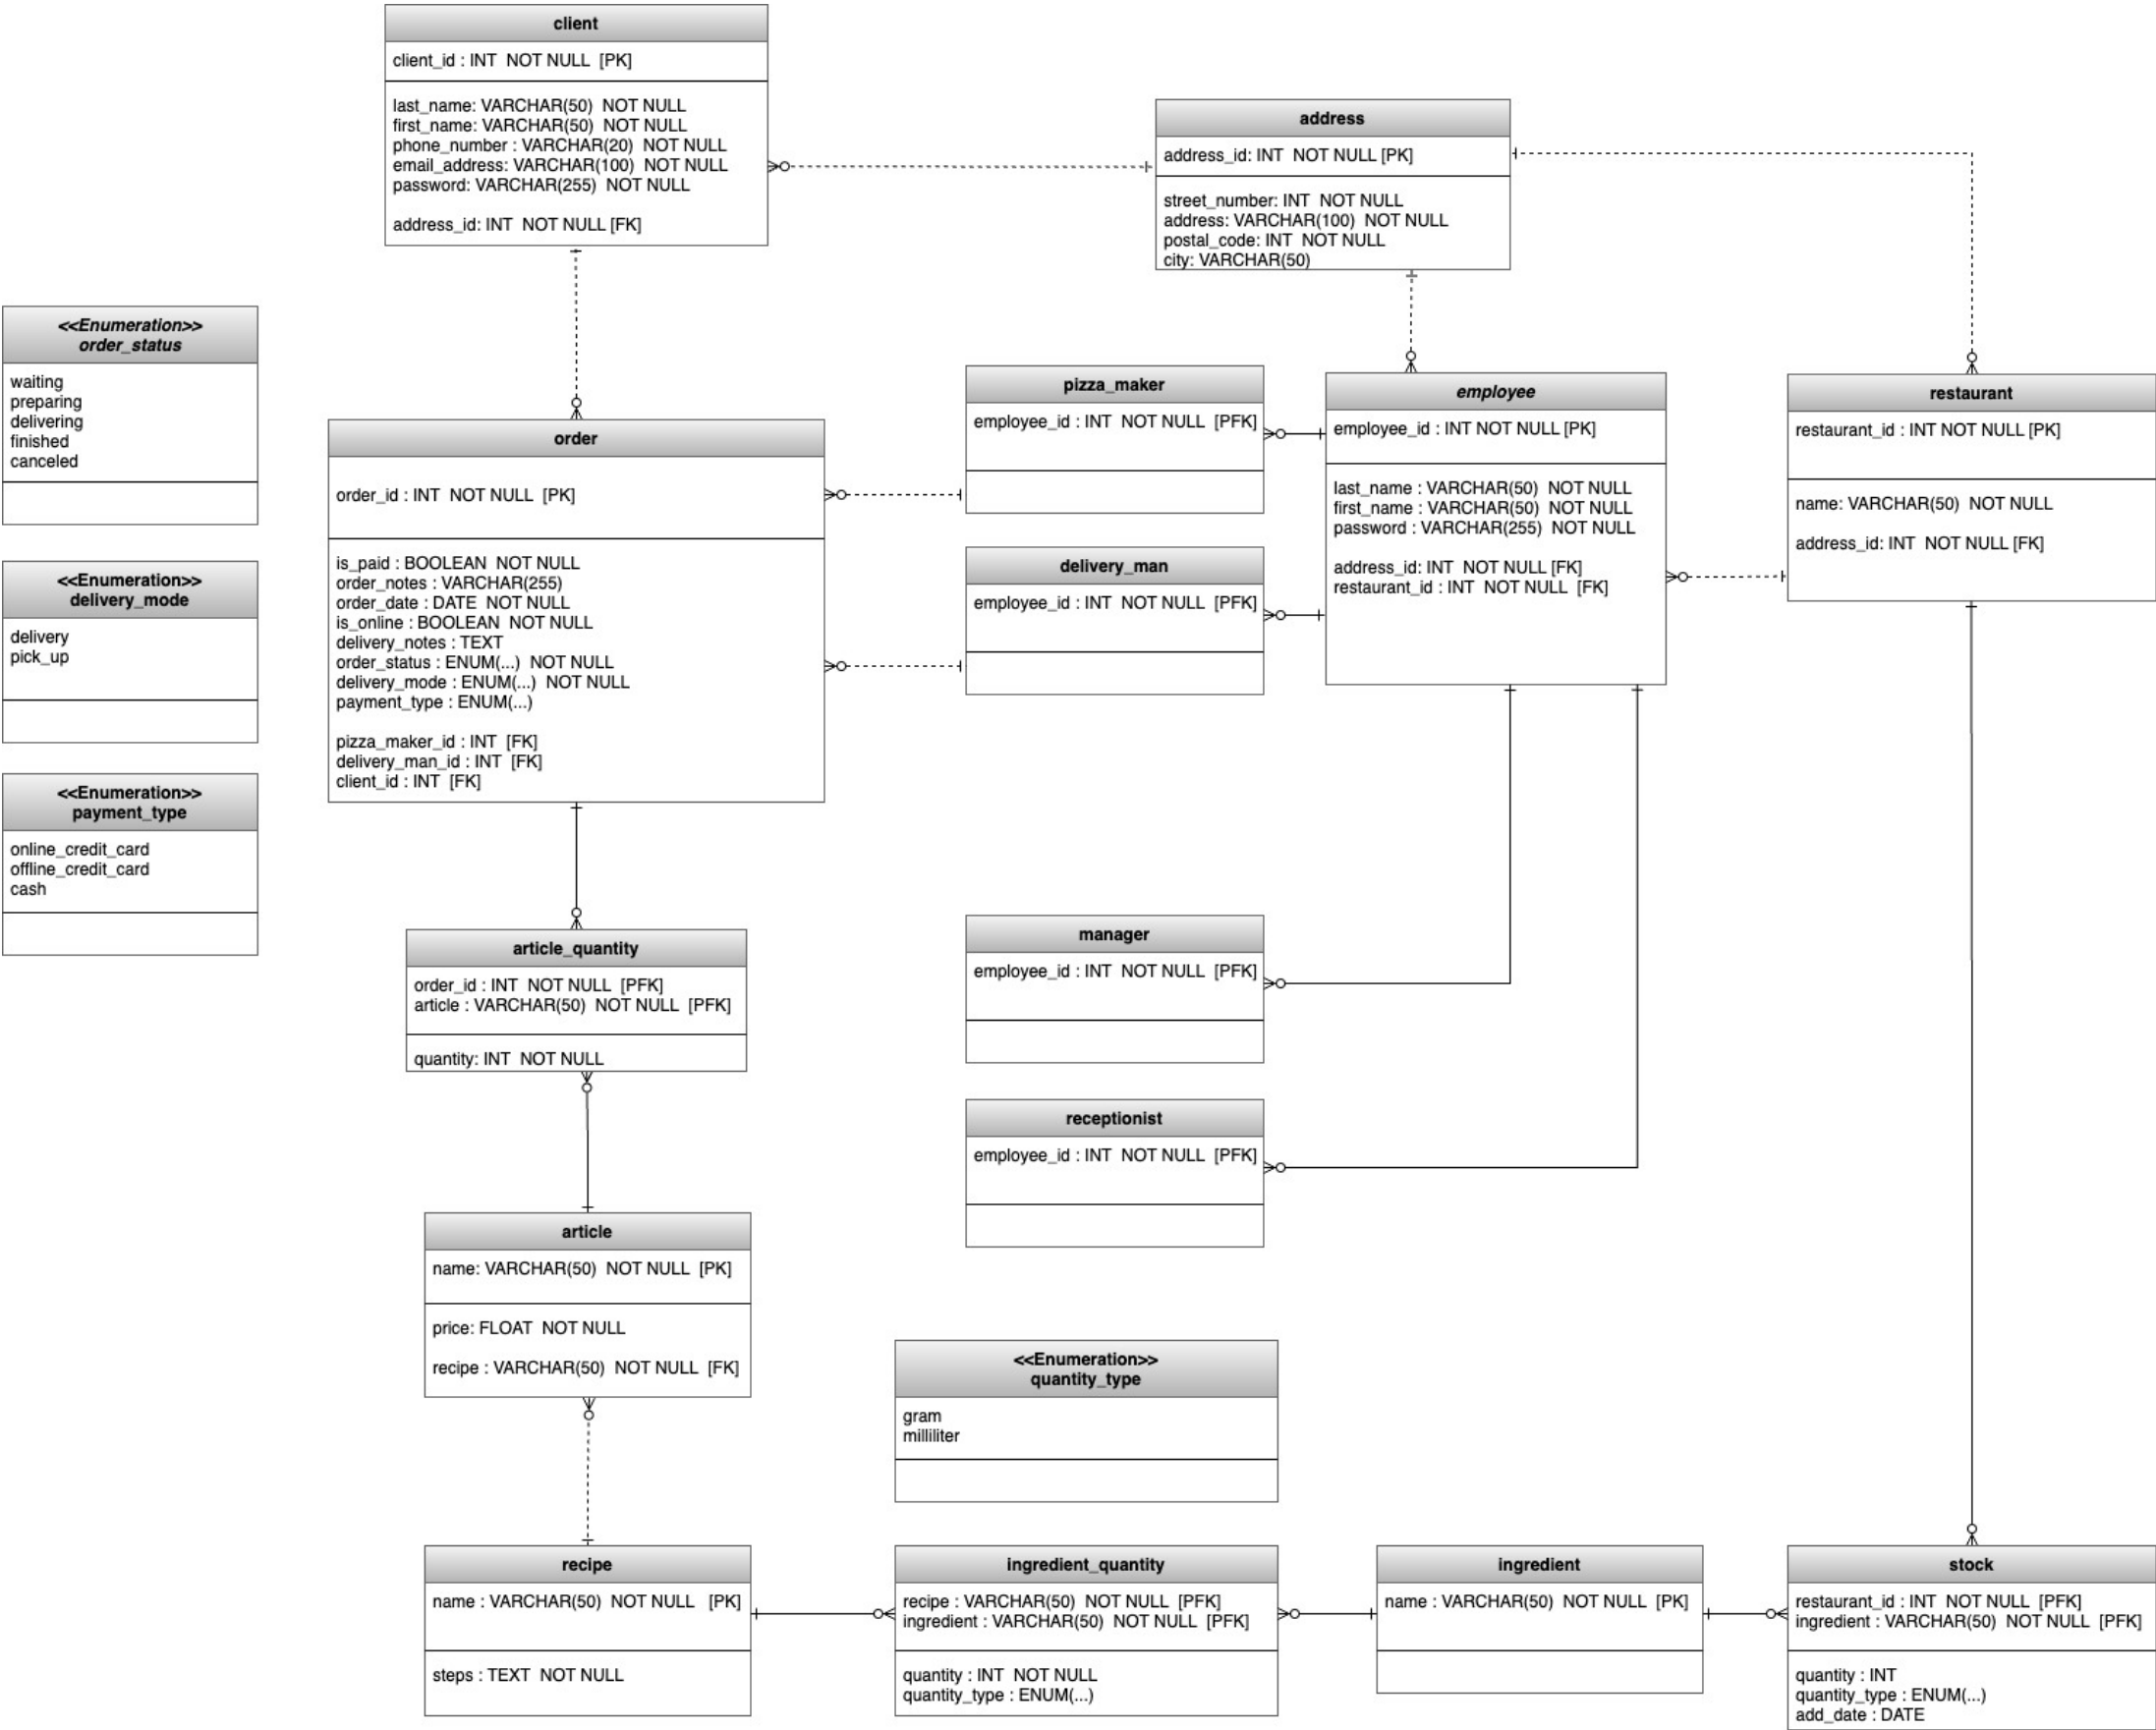 client
client_id : INT  NOT NULL  [PK]
last_name: VARCHAR(50)  NOT NULL
first_name: VARCHAR(50)  NOT NULL
phone_number : VARCHAR(20)  NOT NULL
email_address: VARCHAR(100)  NOT NULL
password: VARCHAR(255)  NOT NULL
address_id: INT  NOT NULL [FK]
address
address_id: INT  NOT NULL [PK]
street_number: INT  NOT NULL
address: VARCHAR(100)  NOT NULL
postal_code: INT  NOT NULL
city: VARCHAR(50)
<<Enumeration>>
order_status
waiting
preparing
delivering
finished
canceled
<<Enumeration>>
delivery_mode
delivery
pick_up
<<Enumeration>>
payment_type
online_credit_card
offline_credit_card
cash
order
order_id : INT  NOT NULL  [PK]
is_paid : BOOLEAN  NOT NULL
order_notes : VARCHAR(255)
order_date : DATE  NOT NULL
is_online : BOOLEAN  NOT NULL
delivery_notes : TEXT
order_status : ENUM(...)  NOT NULL
delivery_mode : ENUM(...)  NOT NULL
payment_type : ENUM(...)
pizza_maker_id : INT  [FK]
delivery_man_id : INT  [FK]
client_id : INT  [FK]
pizza_maker
employee_id : INT  NOT NULL  [PFK]
delivery_man
employee_id : INT  NOT NULL  [PFK]
employee
employee_id : INT NOT NULL [PK]
last_name : VARCHAR(50)  NOT NULL
first_name : VARCHAR(50)  NOT NULL
password : VARCHAR(255)  NOT NULL
address_id: INT  NOT NULL [FK]
restaurant_id : INT  NOT NULL  [FK]
restaurant
restaurant_id : INT NOT NULL [PK]
name: VARCHAR(50)  NOT NULL
address_id: INT  NOT NULL [FK]
manager
employee_id : INT  NOT NULL  [PFK]
receptionist
employee_id : INT  NOT NULL  [PFK]
article_quantity
order_id : INT  NOT NULL  [PFK]
article : VARCHAR(50)  NOT NULL  [PFK]
quantity: INT  NOT NULL
article
name: VARCHAR(50)  NOT NULL  [PK]
price: FLOAT  NOT NULL
recipe : VARCHAR(50)  NOT NULL  [FK]
<<Enumeration>>
quantity_type
gram
milliliter
recipe
name : VARCHAR(50)  NOT NULL   [PK]
steps : TEXT  NOT NULL
ingredient_quantity
recipe : VARCHAR(50)  NOT NULL  [PFK]
ingredient : VARCHAR(50)  NOT NULL  [PFK]
quantity : INT  NOT NULL
quantity_type : ENUM(...)
ingredient
name : VARCHAR(50)  NOT NULL  [PK]
stock
restaurant_id : INT  NOT NULL  [PFK]
ingredient : VARCHAR(50)  NOT NULL  [PFK]
quantity : INT
quantity_type : ENUM(...)
add_date : DATE